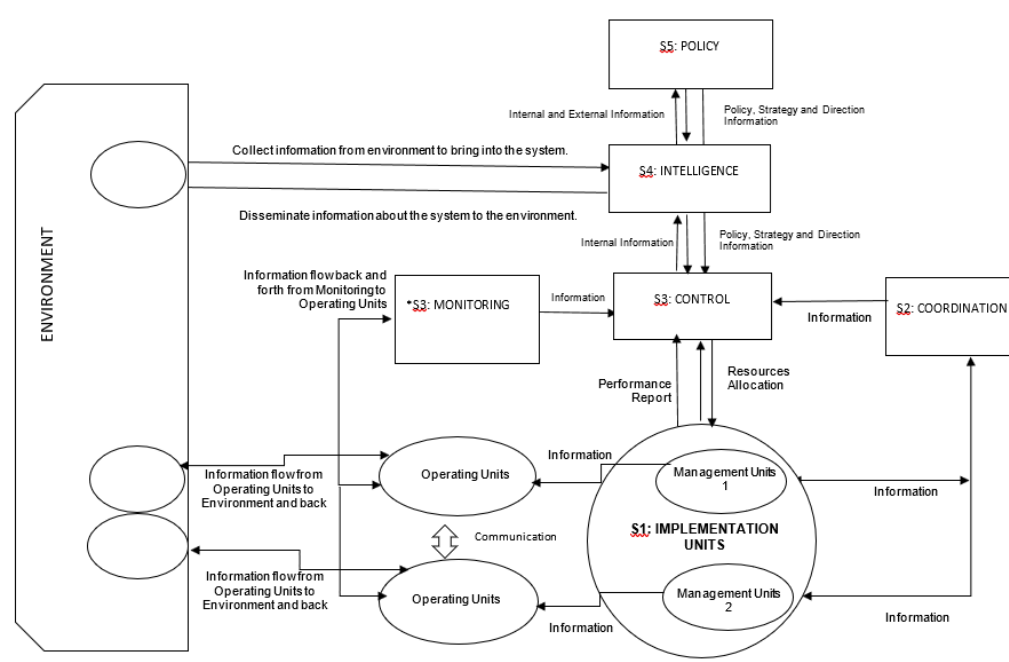 S5: POLICY
Internal and External Information
Policy, Strategy and Direction
Information
Collect information from environment to bring into the system.
S4: INTELLIGENCE
Disseminate information about the system to the environment.
Internal Information
Policy, Strategy and Direction
Information
ENVIRONMENT
Information flow back and
forth from Monitoring to
Operating Units
*S3: MONITORING
Information
S3: CONTROL
Information
S2: COORDINATION
Performance
Report
Resources
Allocation
Information flow from
Operating Units to
Environment and back
Operating Units
Information
Management Units
1
Information
Communication
S1: IMPLEMENTATION
UNITS
Information flow from
Operating Units to
Environment and back
Operating Units
Information
Management Units
2
Information